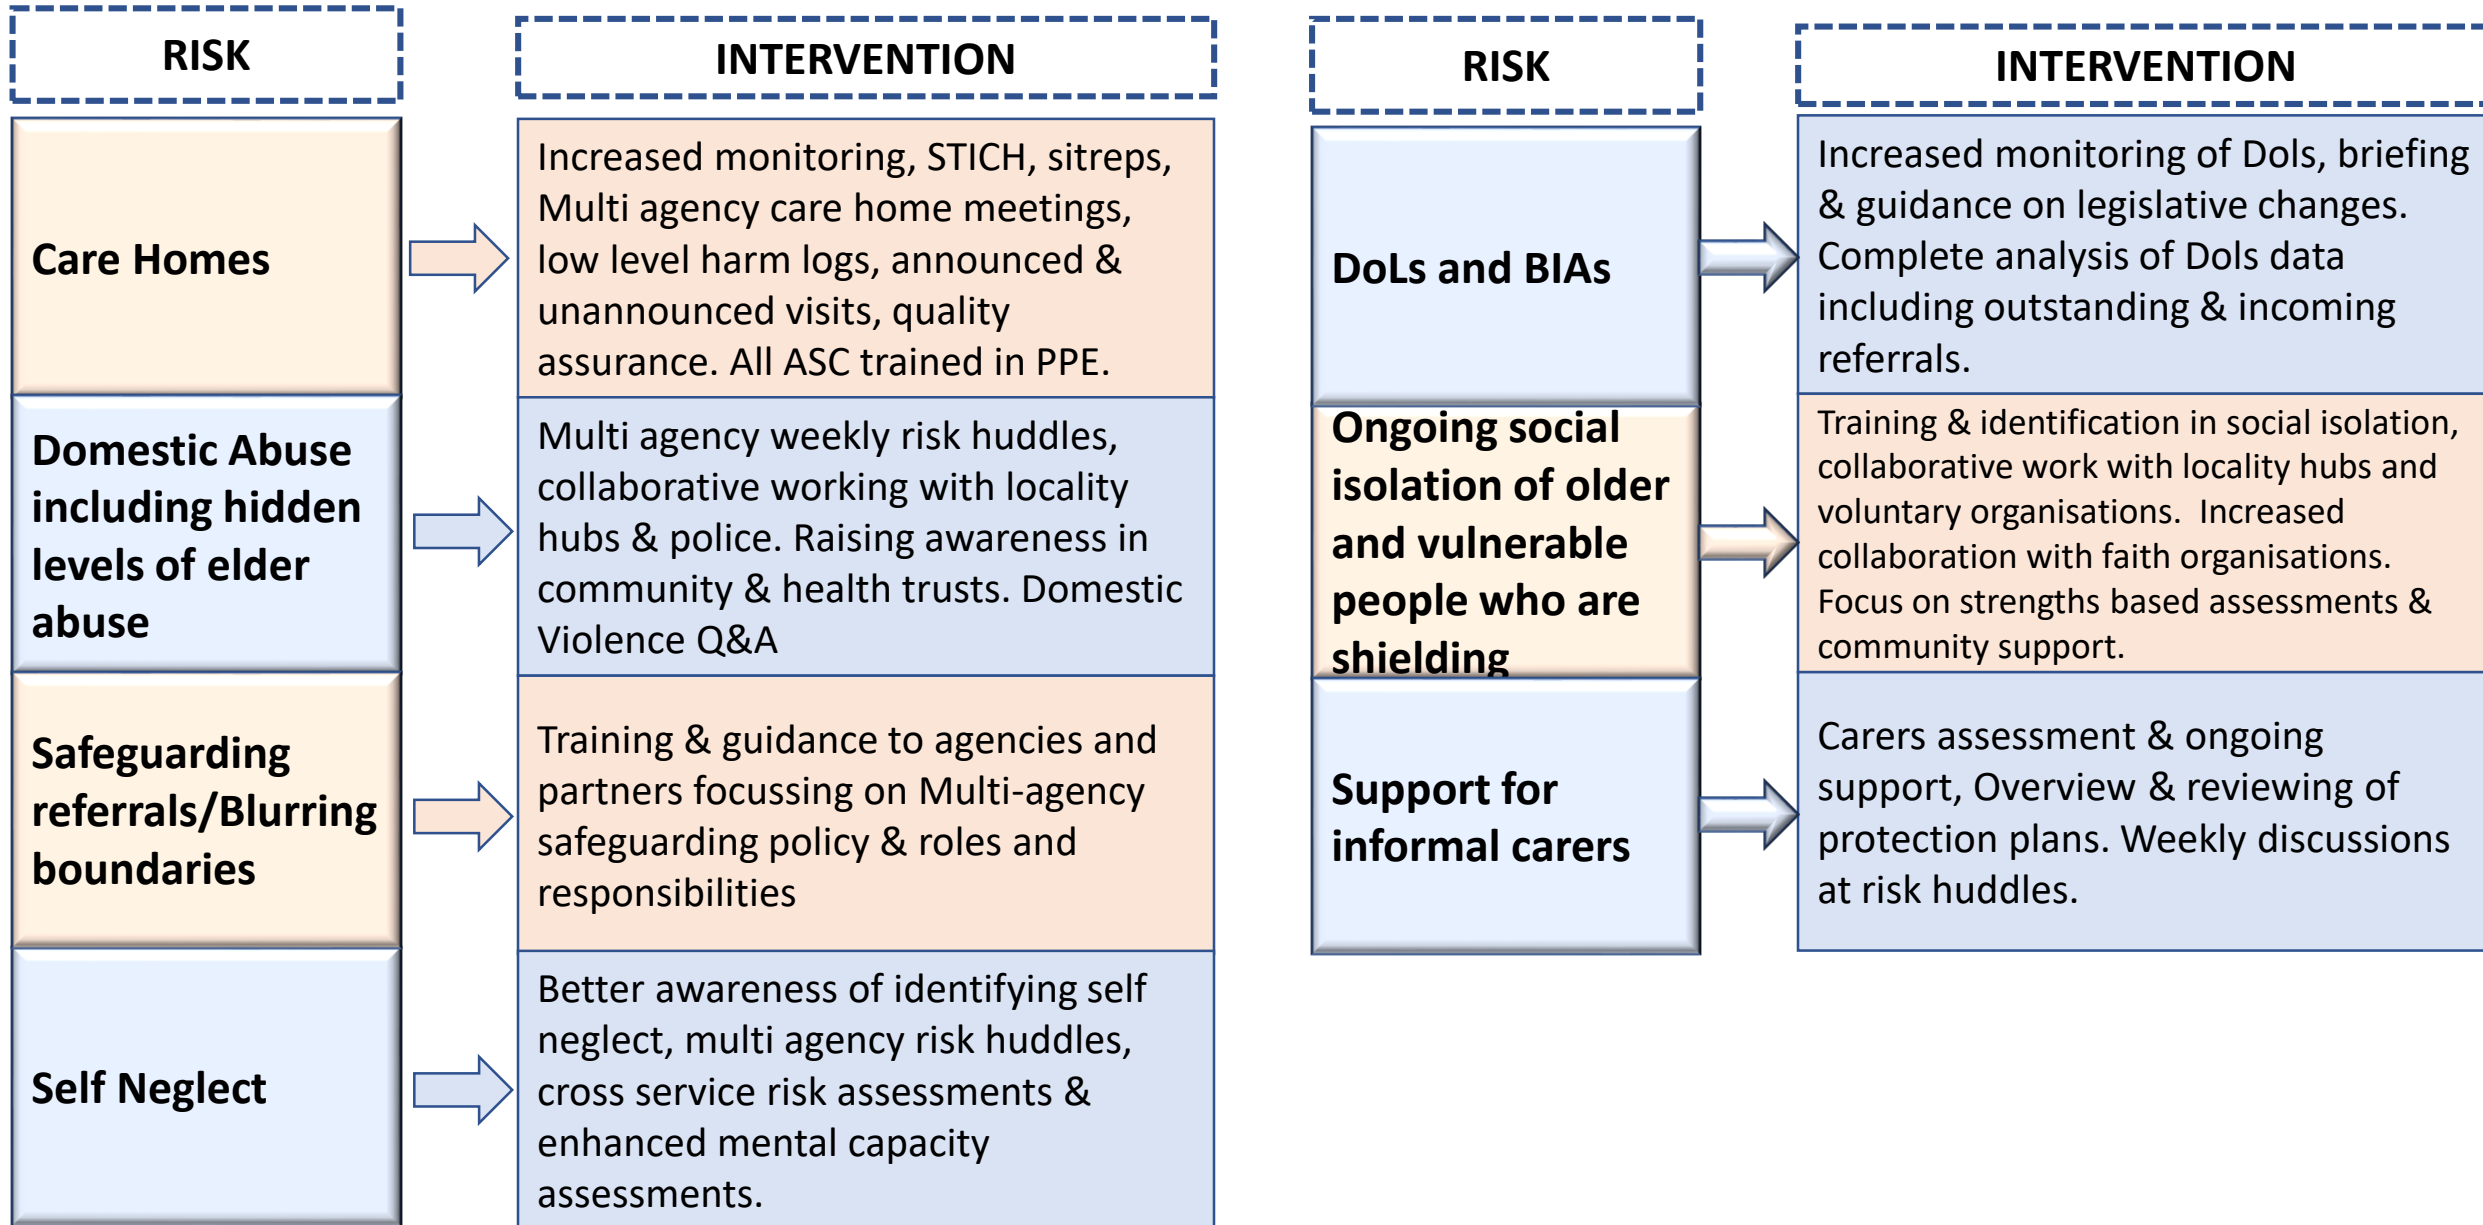 RISK
INTERVENTION
Care Homes
Increased monitoring, STICH, sitreps,
Multi agency care home meetings,
low level harm logs, announced &
unannounced visits, quality
assurance. All ASC trained in PPE.
Domestic Abuse
including hidden
levels of elder
abuse
Multi agency weekly risk huddles,
collaborative working with locality
hubs & police. Raising awareness in
community & health trusts. Domestic
Violence Q&A
Safeguarding
referrals/Blurring
boundaries
Training & guidance to agencies and
partners focussing on Multi-agency
safeguarding policy & roles and
responsibilities
Self Neglect
Better awareness of identifying self
neglect, multi agency risk huddles,
cross service risk assessments &
enhanced mental capacity
assessments.
RISK
INTERVENTION
DoLs and BIAs
Increased monitoring of Dols, briefing
& guidance on legislative changes.
Complete analysis of Dols data
including outstanding & incoming
referrals.
Ongoing social
isolation of older
and vulnerable
people who are
shielding
Training & identification in social isolation,
collaborative work with locality hubs and
voluntary organisations. Increased
collaboration with faith organisations.
Focus on strengths based assessments &
community support.
Support for
informal carers
Carers assessment & ongoing
support, Overview & reviewing of
protection plans. Weekly discussions
at risk huddles.